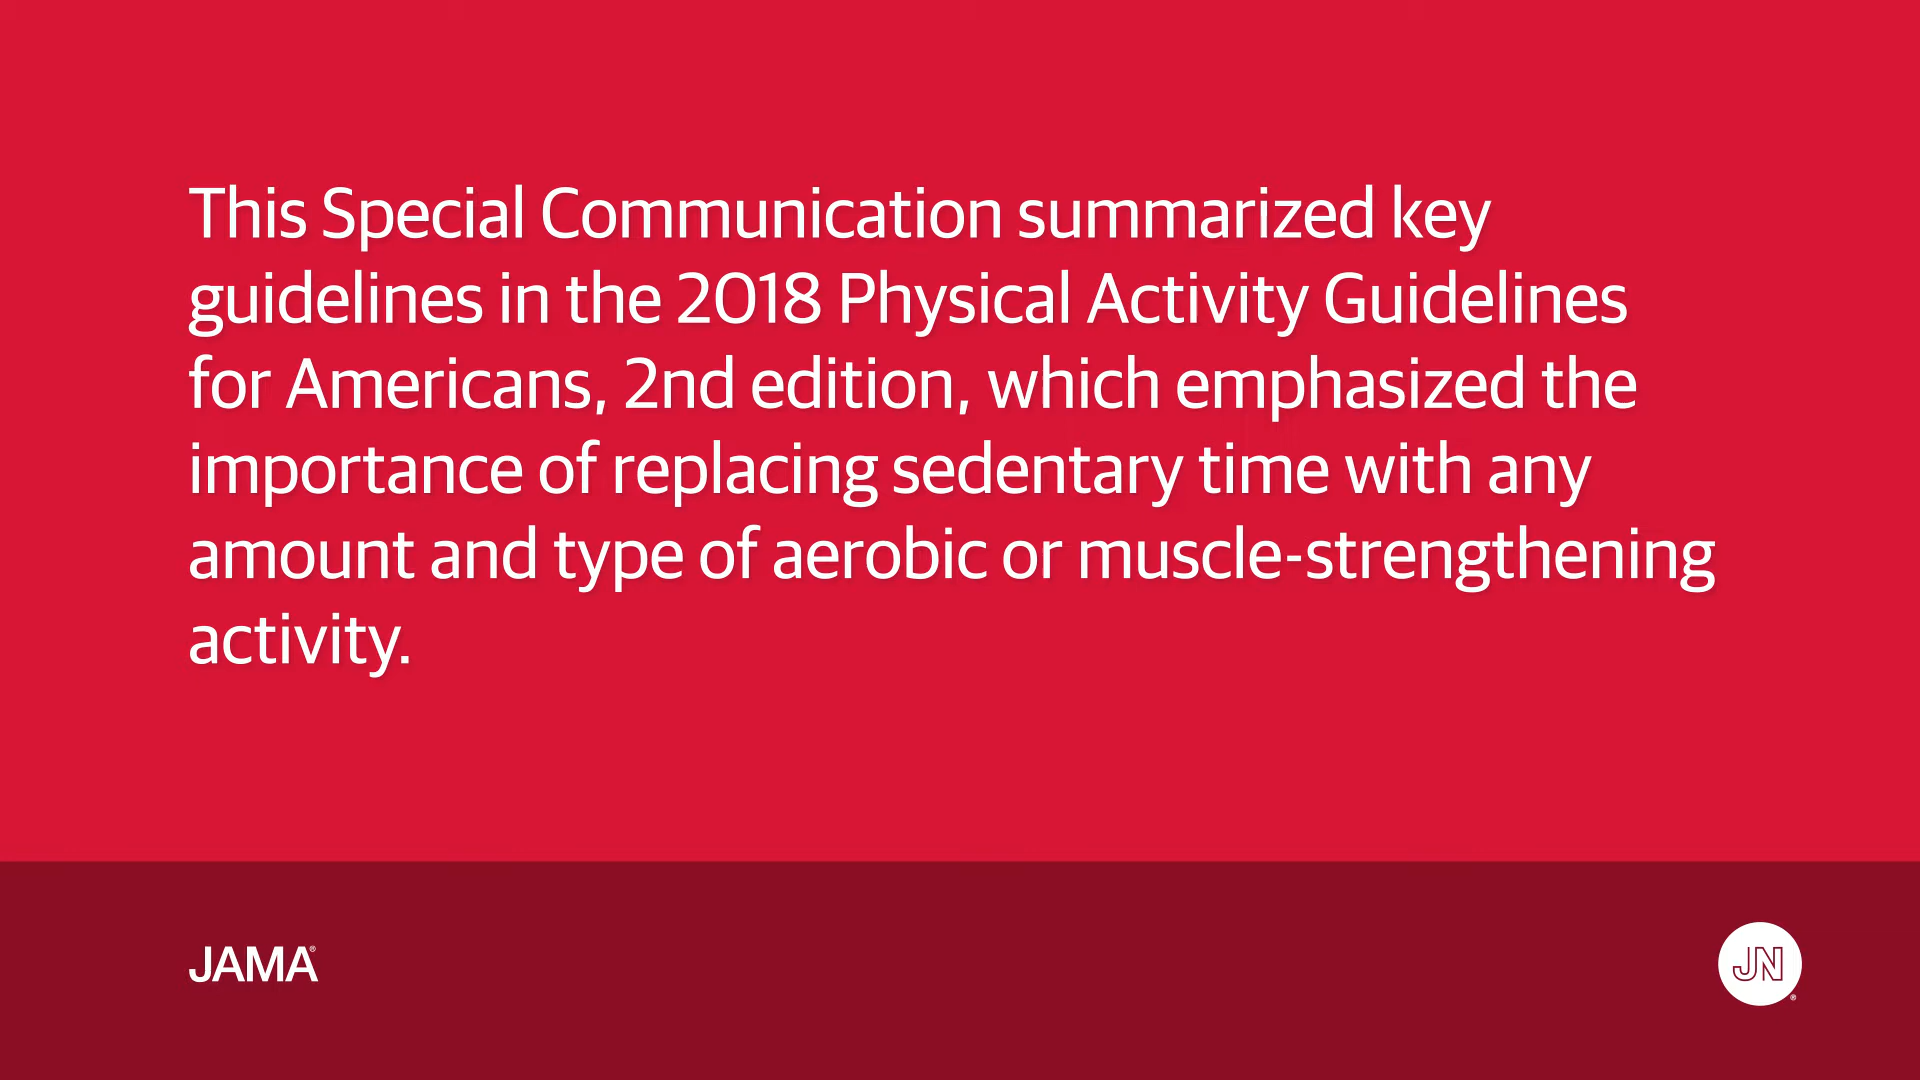 This Special Communication summarized key
guidelines in the 2018 Physical Activity Guidelines
for Americans, 2nd edition, which emphasized the
importance of replacing sedentary time with any
amount and type of aerobic or muscle-strengthening
activity.
JAMA®
JN®